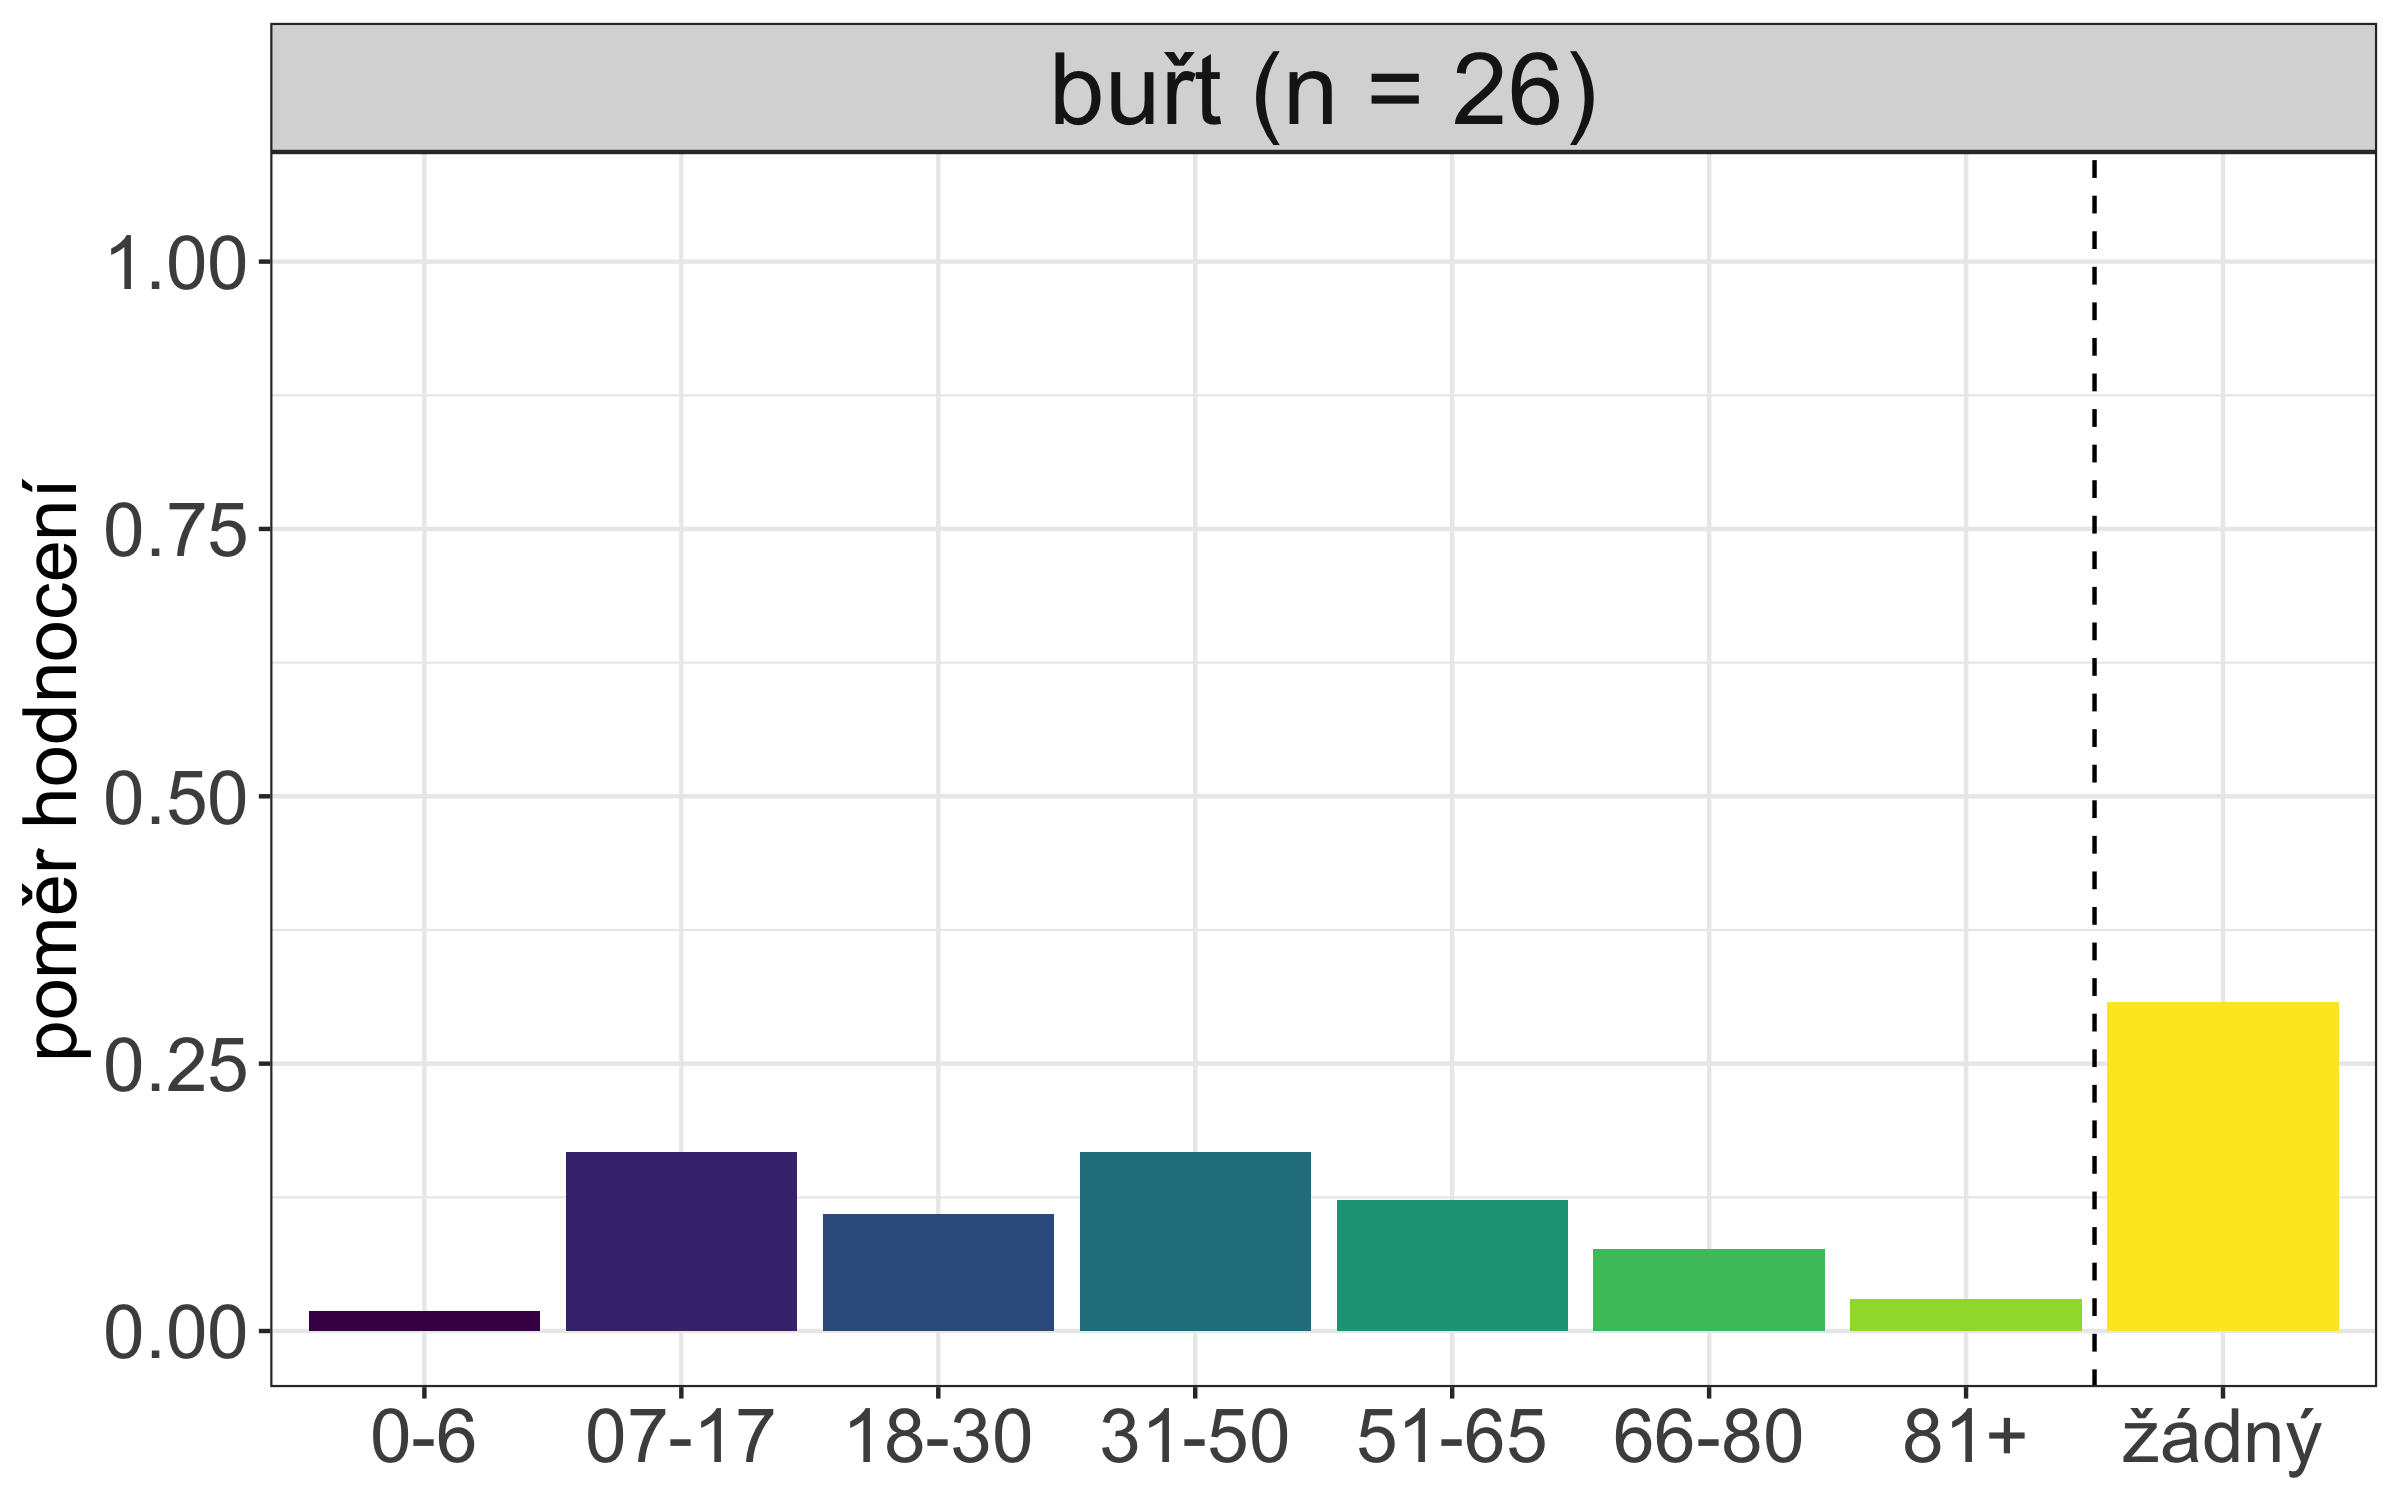 buřt (n = 26)
poměr hodnocení
1.00
0.75
0.50
0.25
0.00
0-6 07-17 18-30 31-50 51-65 66-80 81+ žádný